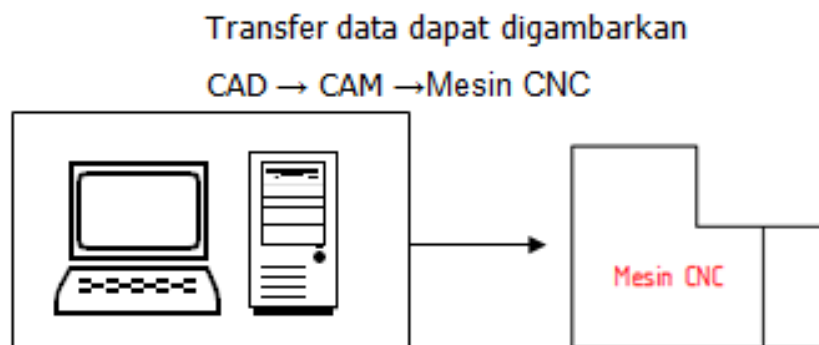 Transfer data dapat digambarkan
CAD → CAM →Mesin CNC
Mesin CNC